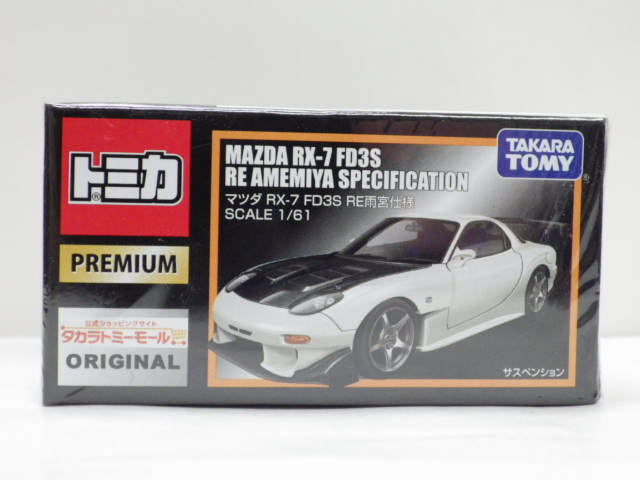 トミカ
®
PREMIUM
公式ショッピングサイト
タカラトミーモール
ORIGINAL
MAZDA RX-7 FD3S
RE AMEMIYA SPECIFICATION
マツダ RX-7 FD3S RE雨宮仕様
SCALE 1/61
TAKARA
TOMY
®
サスペンション